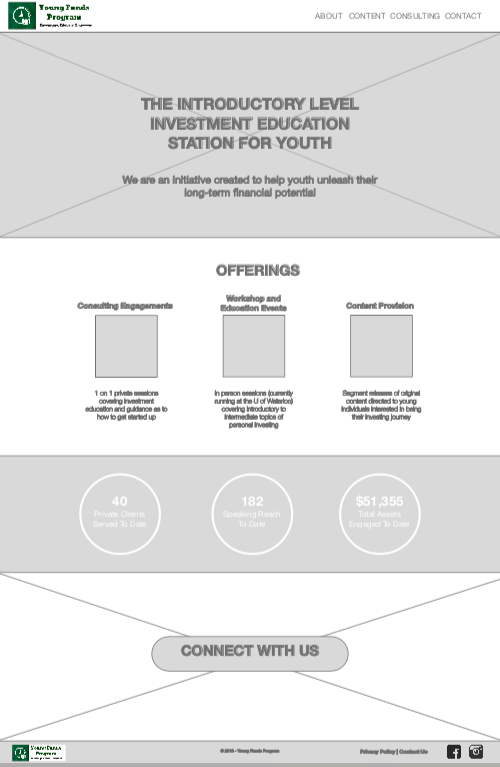 Young Funds
Program
ABOUT CONTENT CONSULTING CONTACT
THE INTRODUCTORY LEVEL
INVESTMENT EDUCATION
STATION FOR YOUTH
We are an initiative created to help youth unleash their
long-term financial potential
OFFERINGS
Consulting Engagements
Workshop and
Education Events
Content Provision
1 on 1 private sessions
covering investment
education and guidance as to
how to get started up
In person sessions (currently
running at the U of Waterloo)
covering introductory to
intermediate topics of
personal investing
Segment releases of original
content directed to young
individuals interested in being
their investing journey
40
Private Clients
Served To Date
182
Speaking Reach
To Date
$51,355
Total Assets
Engaged To Date
CONNECT WITH US
Young Funds
Program
Young Funds Program
Privacy Policy | Contact Us